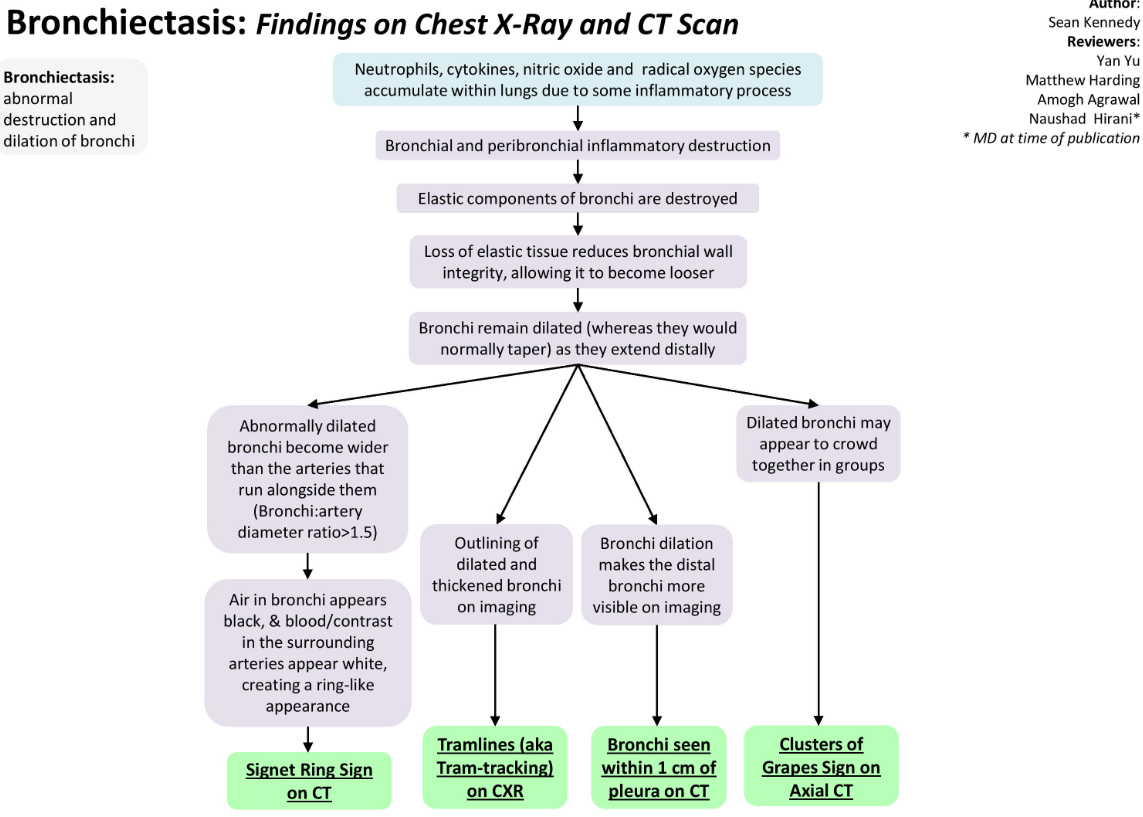 Bronchiectasis: Findings on Chest X-Ray and CT Scan
Author:
Sean Kennedy
Reviewers:
Yan Yu
Matthew Harding
Amogh Agrawal
Naushad Hirani*
* MD at time of publication
Bronchiectasis:
abnormal
destruction and
dilation of bronchi
Neutrophils, cytokines, nitric oxide and radical oxygen species
accumulate within lungs due to some inflammatory process
Bronchial and peribronchial inflammatory destruction
Elastic components of bronchi are destroyed
Loss of elastic tissue reduces bronchial wall
integrity, allowing it to become looser
Bronchi remain dilated (whereas they would
normally taper) as they extend distally
Abnormally dilated
bronchi become wider
than the arteries that
run alongside them
(Bronchi:artery
diameter ratio>1.5)
Air in bronchi appears
black, & blood/contrast
in the surrounding
arteries appear white,
creating a ring-like
appearance
Signet Ring Sign
on CT
Outlining of
dilated and
thickened bronchi
on imaging
Tramlines (aka
Tram-tracking)
on CXR
Bronchi dilation
makes the distal
bronchi more
visible on imaging
Bronchi seen
within 1 cm of
pleura on CT
Dilated bronchi may
appear to crowd
together in groups
Clusters of
Grapes Sign on
Axial CT